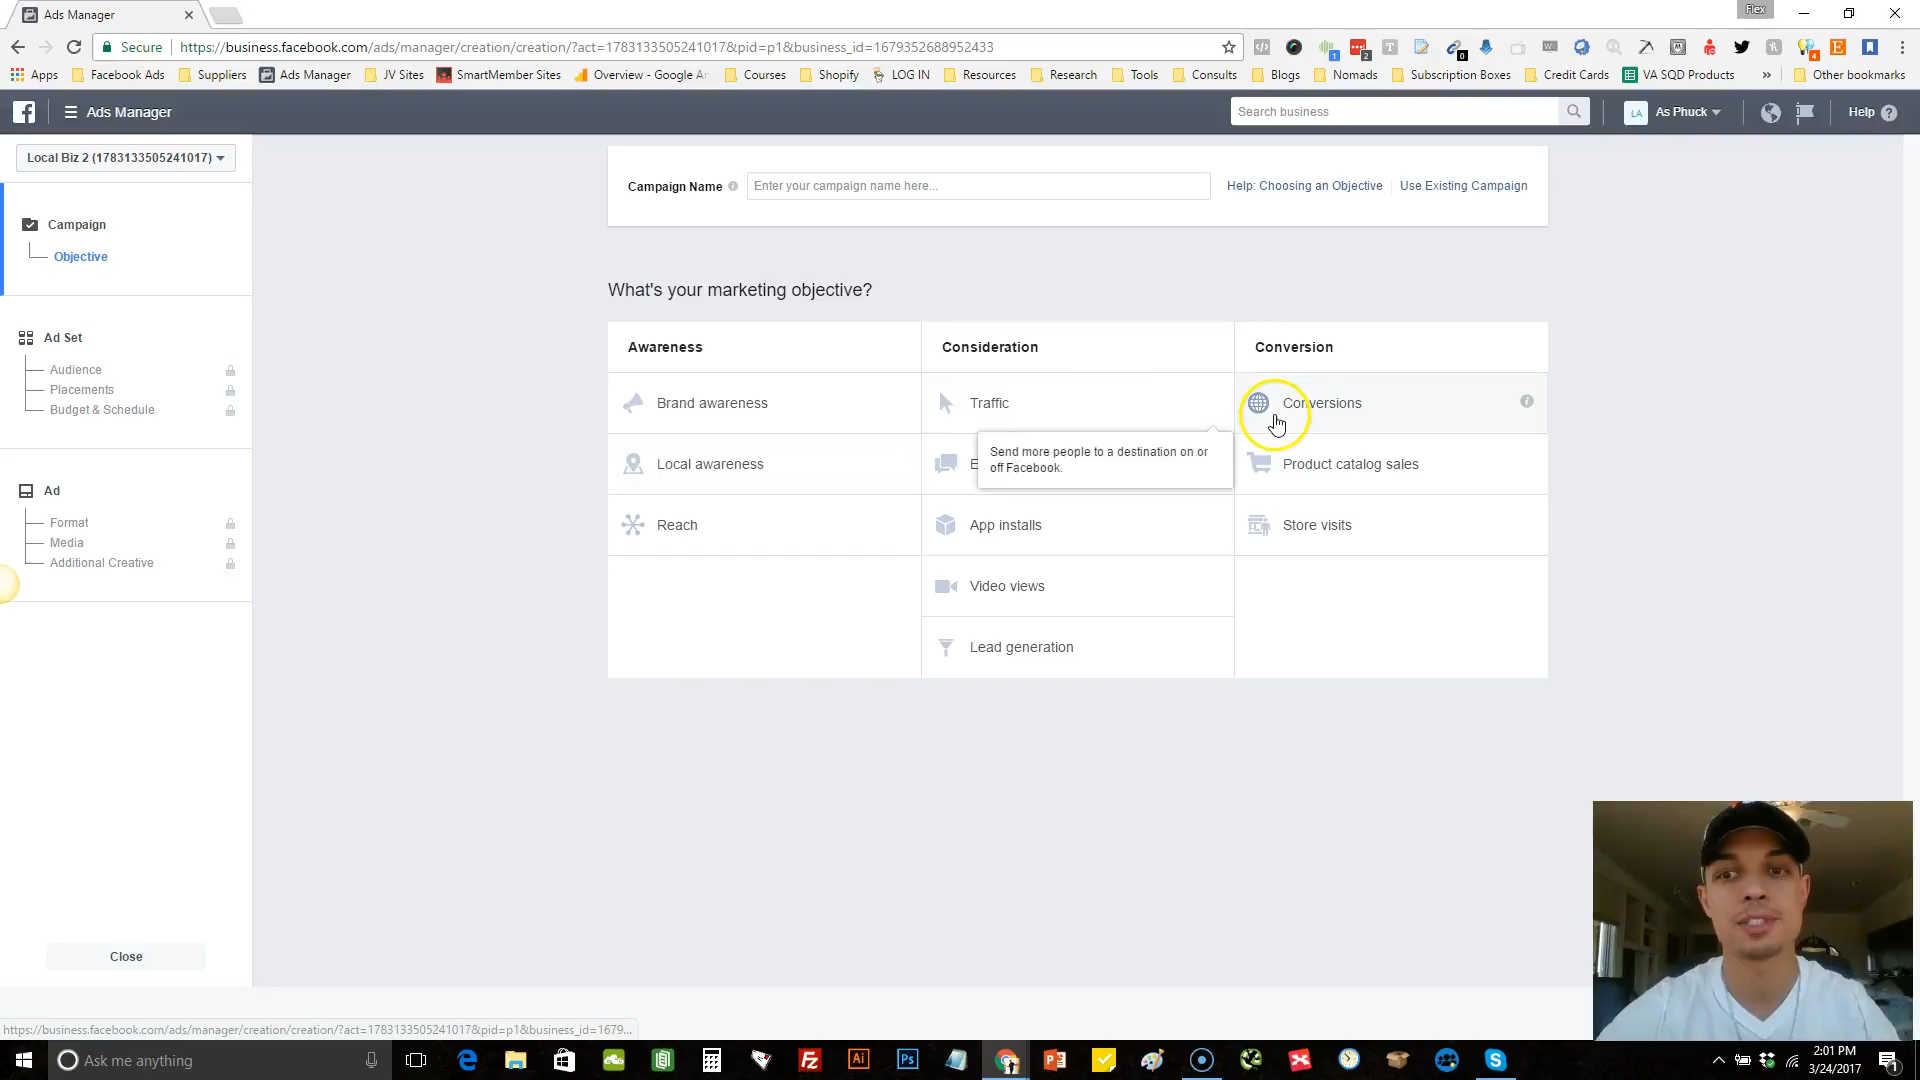 Ads Manager
Flex
Secure
https://business.facebook.com/ads/manager/creation/creation/?act=1783133505241017&pid=p1&business_id=1679352688952433
Apps
Facebook Ads
Suppliers
Ads Manager
JV Sites
SmartMember Sites
Overview - Google An
Courses
Shopify
LOG IN
Resources
Research
Tools
Consults
Blogs
Nomads
Subscription Boxes
Credit Cards
VA SQD Products
»
Other bookmarks
Ads Manager
Search business
LA
As Phuck
Help
Local Biz 2 (1783133505241017)
Campaign
Objective
Ad Set
Audience
Placements
Budget & Schedule
Ad
Format
Media
Additional Creative
Close
Campaign Name
Enter your campaign name here...
Help: Choosing an Objective
Use Existing Campaign
What's your marketing objective?
Awareness
Consideration
Conversion
Brand awareness
Traffic
Conversions
Send more people to a destination on or
off Facebook.
Local awareness
E
Product catalog sales
Reach
App installs
Store visits
Video views
Lead generation
https://business.facebook.com/ads/manager/creation/creation/?act=1783133505241017&pid=p1&business_id=1679...
Ask me anything
2:01 PM
3/24/2017